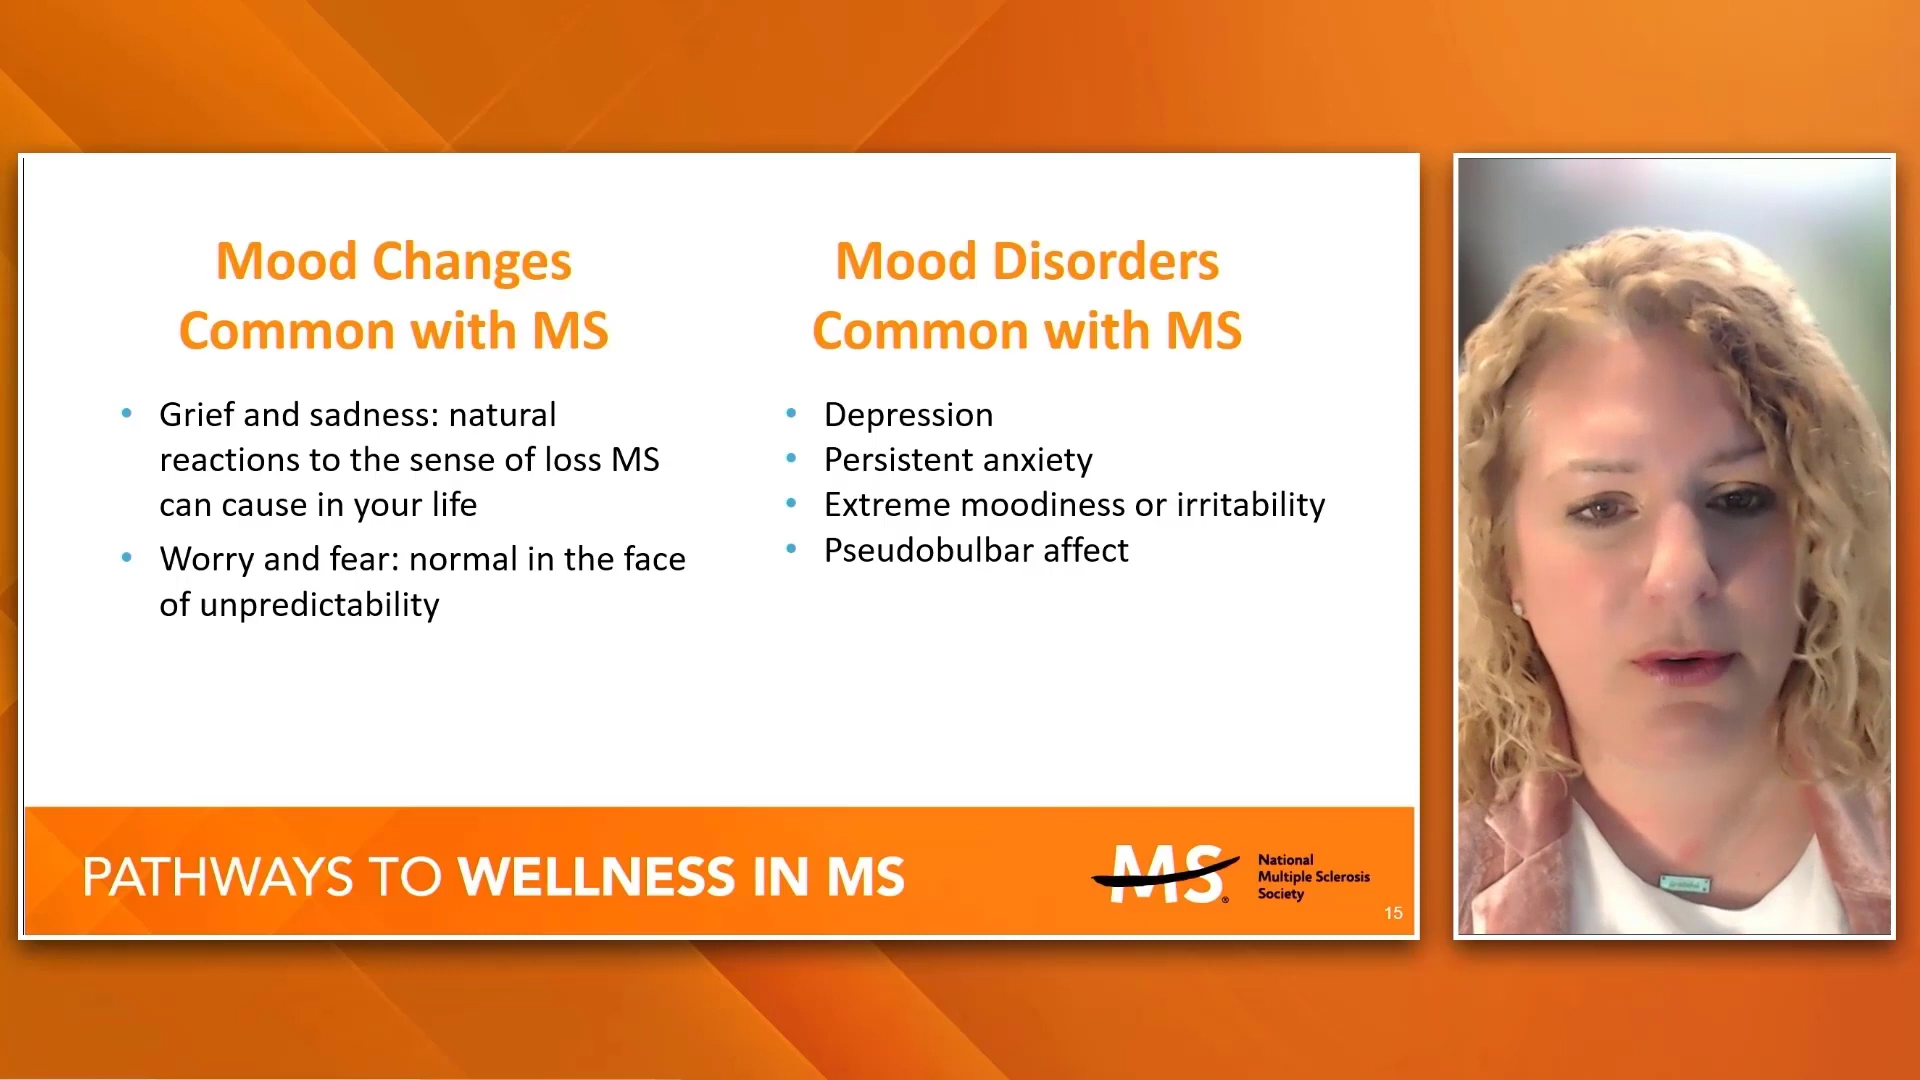 Mood Changes
Common with MS
• Grief and sadness: natural
reactions to the sense of loss MS
can cause in your life
• Worry and fear: normal in the face
of unpredictability
Mood Disorders
Common with MS
• Depression
• Persistent anxiety
• Extreme moodiness or irritability
• Pseudobulbar affect
PATHWAYS TO WELLNESS IN MS
MS®
National
Multiple Sclerosis
Society
15